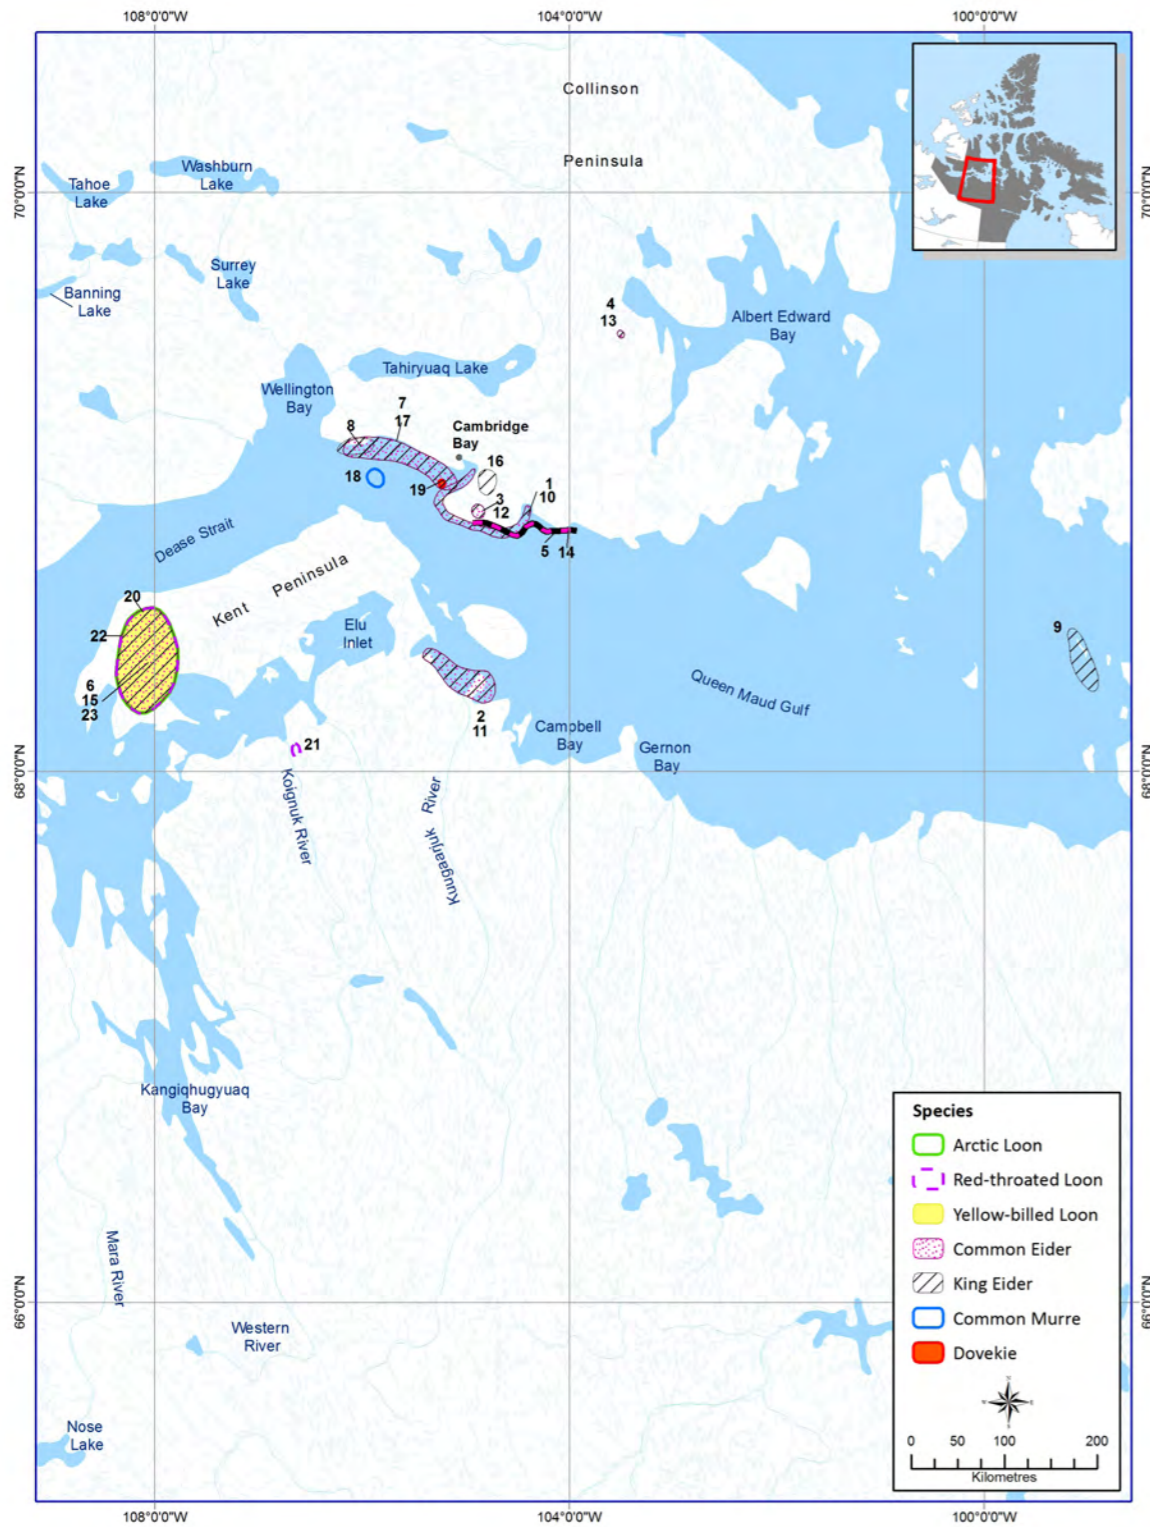 108°0'0"W
104°0'0"W
100°0'0"W
Collinson
Peninsula
70°0'0"N
70°0'0"N
Washburn
Lake
Tahoe
Lake
Surrey
Lake
Banning
Lake
4
13
Albert Edward
Bay
Tahiryuaq Lake
Wellington
Bay
7
17
8
Cambridge
Bay
16
18
19
1
10
3
12
5
14
Dease Strait
Kent Peninsula
20
22
Elu
Inlet
9
6
15
23
Queen Maud Gulf
2
11
Campbell
Bay
Gernon
Bay
21
68°0'0"N
68°0'0"N
Koignuk River
Kuugaarjuk River
Kangiqhugyuaq
Bay
Mara River
66°0'0"N
66°0'0"N
Western
River
Nose
Lake
Species
Arctic Loon
Red-throated Loon
Yellow-billed Loon
Common Eider
King Eider
Common Murre
Dovekie
N
W E
S
0 50 100 200
Kilometres
108°0'0"W
104°0'0"W
100°0'0"W